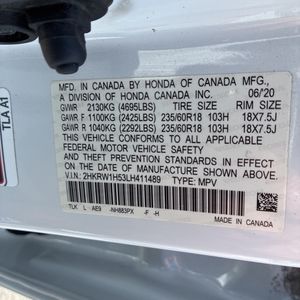 TLA A1
MFD. IN CANADA BY HONDA OF CANADA MFG.,
A DIVISION OF HONDA CANADA INC. 06/20
GVWR 2130KG (4695LBS) TIRE SIZE RIM SIZE
GAWR F 1100KG (2425LBS) 235/60R18 103H 18X7.5J
GAWR R 1040KG (2292LBS) 235/60R18 103H 18X7.5J
THIS VEHICLE CONFORMS TO ALL APPLICABLE
FEDERAL MOTOR VEHICLE SAFETY
AND THEFT PREVENTION STANDARDS IN EFFECT ON THE
DATE OF MANUFACTURE SHOWN ABOVE.
V.I.N: 2HKRW1H53LH411489 TYPE: MPV
TLK L - AE9 -NH883PX -F -H
MADE IN CANADA